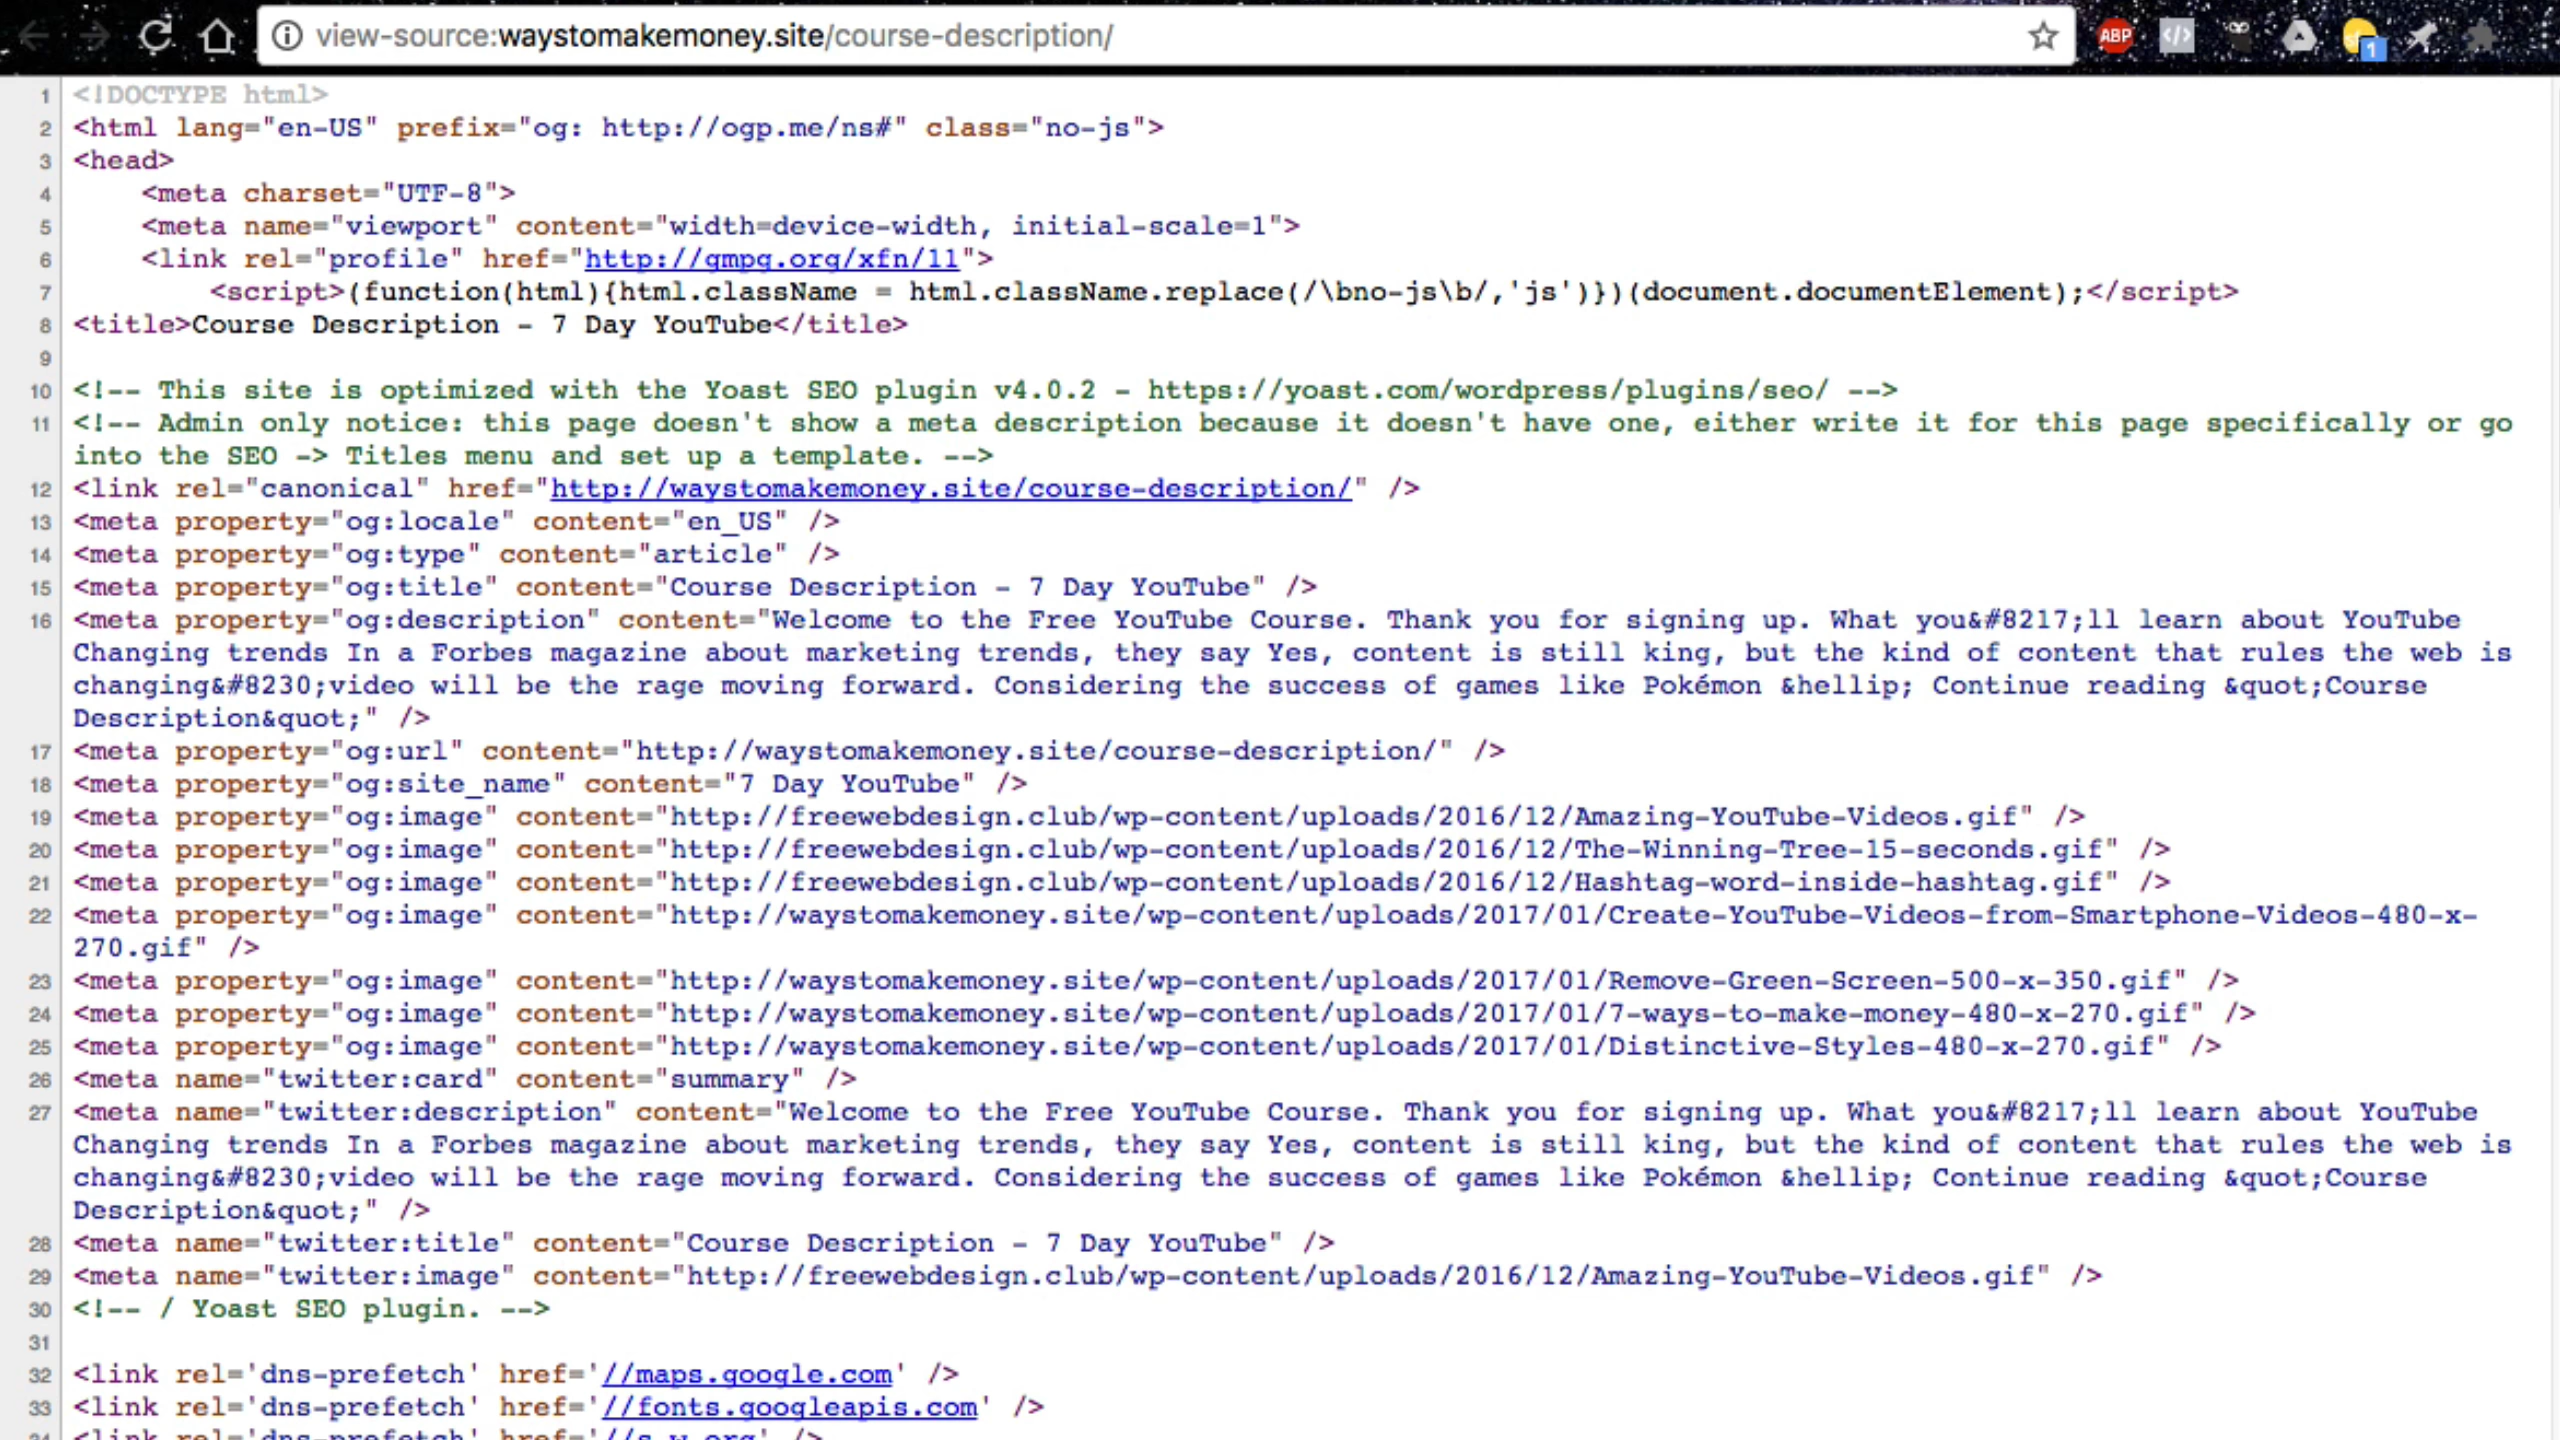 view-source:waystomakemoney.site/course-description/
ABP
</>
1
1 <!DOCTYPE html>
2 <html lang="en-US" prefix="og: http://ogp.me/ns#" class="no-js">
3 <head>
4 <meta charset="UTF-8">
5 <meta name="viewport" content="width=device-width, initial-scale=1">
6 <link rel="profile" href="http://gmpg.org/xfn/11">
7 <script>(function(html){html.className = html.className.replace(/\bno-js\b/,'js')})(document.documentElement);</script>
8 <title>Course Description - 7 Day YouTube</title>
9
10 <!-- This site is optimized with the Yoast SEO plugin v4.0.2 - https://yoast.com/wordpress/plugins/seo/ -->
11 <!-- Admin only notice: this page doesn't show a meta description because it doesn't have one, either write it for this page specifically or go
into the SEO -> Titles menu and set up a template. -->
12 <link rel="canonical" href="http://waystomakemoney.site/course-description/" />
13 <meta property="og:locale" content="en_US" />
14 <meta property="og:type" content="article" />
15 <meta property="og:title" content="Course Description - 7 Day YouTube" />
16 <meta property="og:description" content="Welcome to the Free YouTube Course. Thank you for signing up. What you&#8217;ll learn about YouTube
Changing trends In a Forbes magazine about marketing trends, they say Yes, content is still king, but the kind of content that rules the web is
changing&#8230;video will be the rage moving forward. Considering the success of games like Pokémon &hellip; Continue reading &quot;Course
Description&quot;" />
17 <meta property="og:url" content="http://waystomakemoney.site/course-description/" />
18 <meta property="og:site_name" content="7 Day YouTube" />
19 <meta property="og:image" content="http://freewebdesign.club/wp-content/uploads/2016/12/Amazing-YouTube-Videos.gif" />
20 <meta property="og:image" content="http://freewebdesign.club/wp-content/uploads/2016/12/The-Winning-Tree-15-seconds.gif" />
21 <meta property="og:image" content="http://freewebdesign.club/wp-content/uploads/2016/12/Hashtag-word-inside-hashtag.gif" />
22 <meta property="og:image" content="http://waystomakemoney.site/wp-content/uploads/2017/01/Create-YouTube-Videos-from-Smartphone-Videos-480-x-
270.gif" />
23 <meta property="og:image" content="http://waystomakemoney.site/wp-content/uploads/2017/01/Remove-Green-Screen-500-x-350.gif" />
24 <meta property="og:image" content="http://waystomakemoney.site/wp-content/uploads/2017/01/7-ways-to-make-money-480-x-270.gif" />
25 <meta property="og:image" content="http://waystomakemoney.site/wp-content/uploads/2017/01/Distinctive-Styles-480-x-270.gif" />
26 <meta name="twitter:card" content="summary" />
27 <meta name="twitter:description" content="Welcome to the Free YouTube Course. Thank you for signing up. What you&#8217;ll learn about YouTube
Changing trends In a Forbes magazine about marketing trends, they say Yes, content is still king, but the kind of content that rules the web is
changing&#8230;video will be the rage moving forward. Considering the success of games like Pokémon &hellip; Continue reading &quot;Course
Description&quot;" />
28 <meta name="twitter:title" content="Course Description - 7 Day YouTube" />
29 <meta name="twitter:image" content="http://freewebdesign.club/wp-content/uploads/2016/12/Amazing-YouTube-Videos.gif" />
30 <!-- / Yoast SEO plugin. -->
31
32 <link rel='dns-prefetch' href='//maps.google.com' />
33 <link rel='dns-prefetch' href='//fonts.googleapis.com' />
34 <link rel='dns-prefetch' href='//s.w.org' />